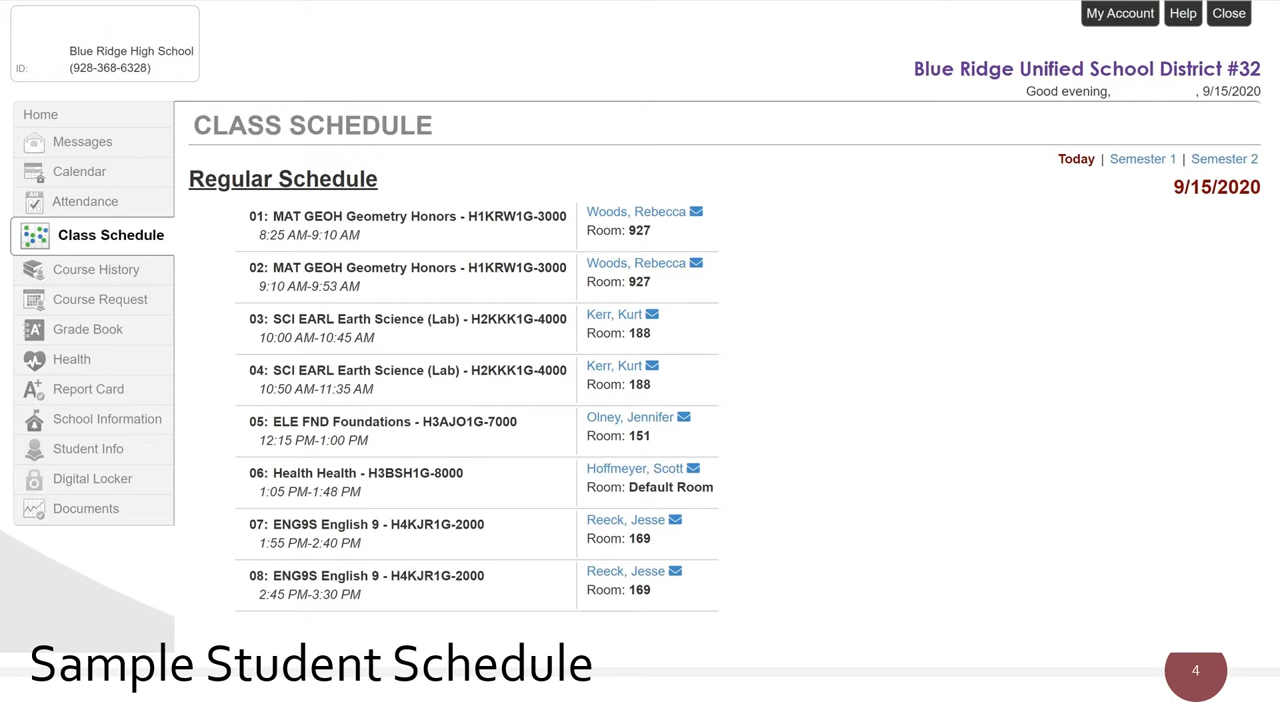 My Account Help Close
Blue Ridge High School
ID: (928-368-6328)
Blue Ridge Unified School District #32
Good evening, , 9/15/2020
Home
Messages
Calendar
Attendance
Class Schedule
Course History
Course Request
Grade Book
Health
Report Card
School Information
Student Info
Digital Locker
Documents
CLASS SCHEDULE
Today | Semester 1 | Semester 2
9/15/2020
Regular Schedule
01: MAT GEOH Geometry Honors - H1KRW1G-3000
8:25 AM-9:10 AM
Woods, Rebecca
Room: 927
02: MAT GEOH Geometry Honors - H1KRW1G-3000
9:10 AM-9:53 AM
Woods, Rebecca
Room: 927
03: SCI EARL Earth Science (Lab) - H2KKK1G-4000
10:00 AM-10:45 AM
Kerr, Kurt
Room: 188
04: SCI EARL Earth Science (Lab) - H2KKK1G-4000
10:50 AM-11:35 AM
Kerr, Kurt
Room: 188
05: ELE FND Foundations - H3AJO1G-7000
12:15 PM-1:00 PM
Olney, Jennifer
Room: 151
06: Health Health - H3BSH1G-8000
1:05 PM-1:48 PM
Hoffmeyer, Scott
Room: Default Room
07: ENG9S English 9 - H4KJR1G-2000
1:55 PM-2:40 PM
Reeck, Jesse
Room: 169
08: ENG9S English 9 - H4KJR1G-2000
2:45 PM-3:30 PM
Reeck, Jesse
Room: 169
Sample Student Schedule
4